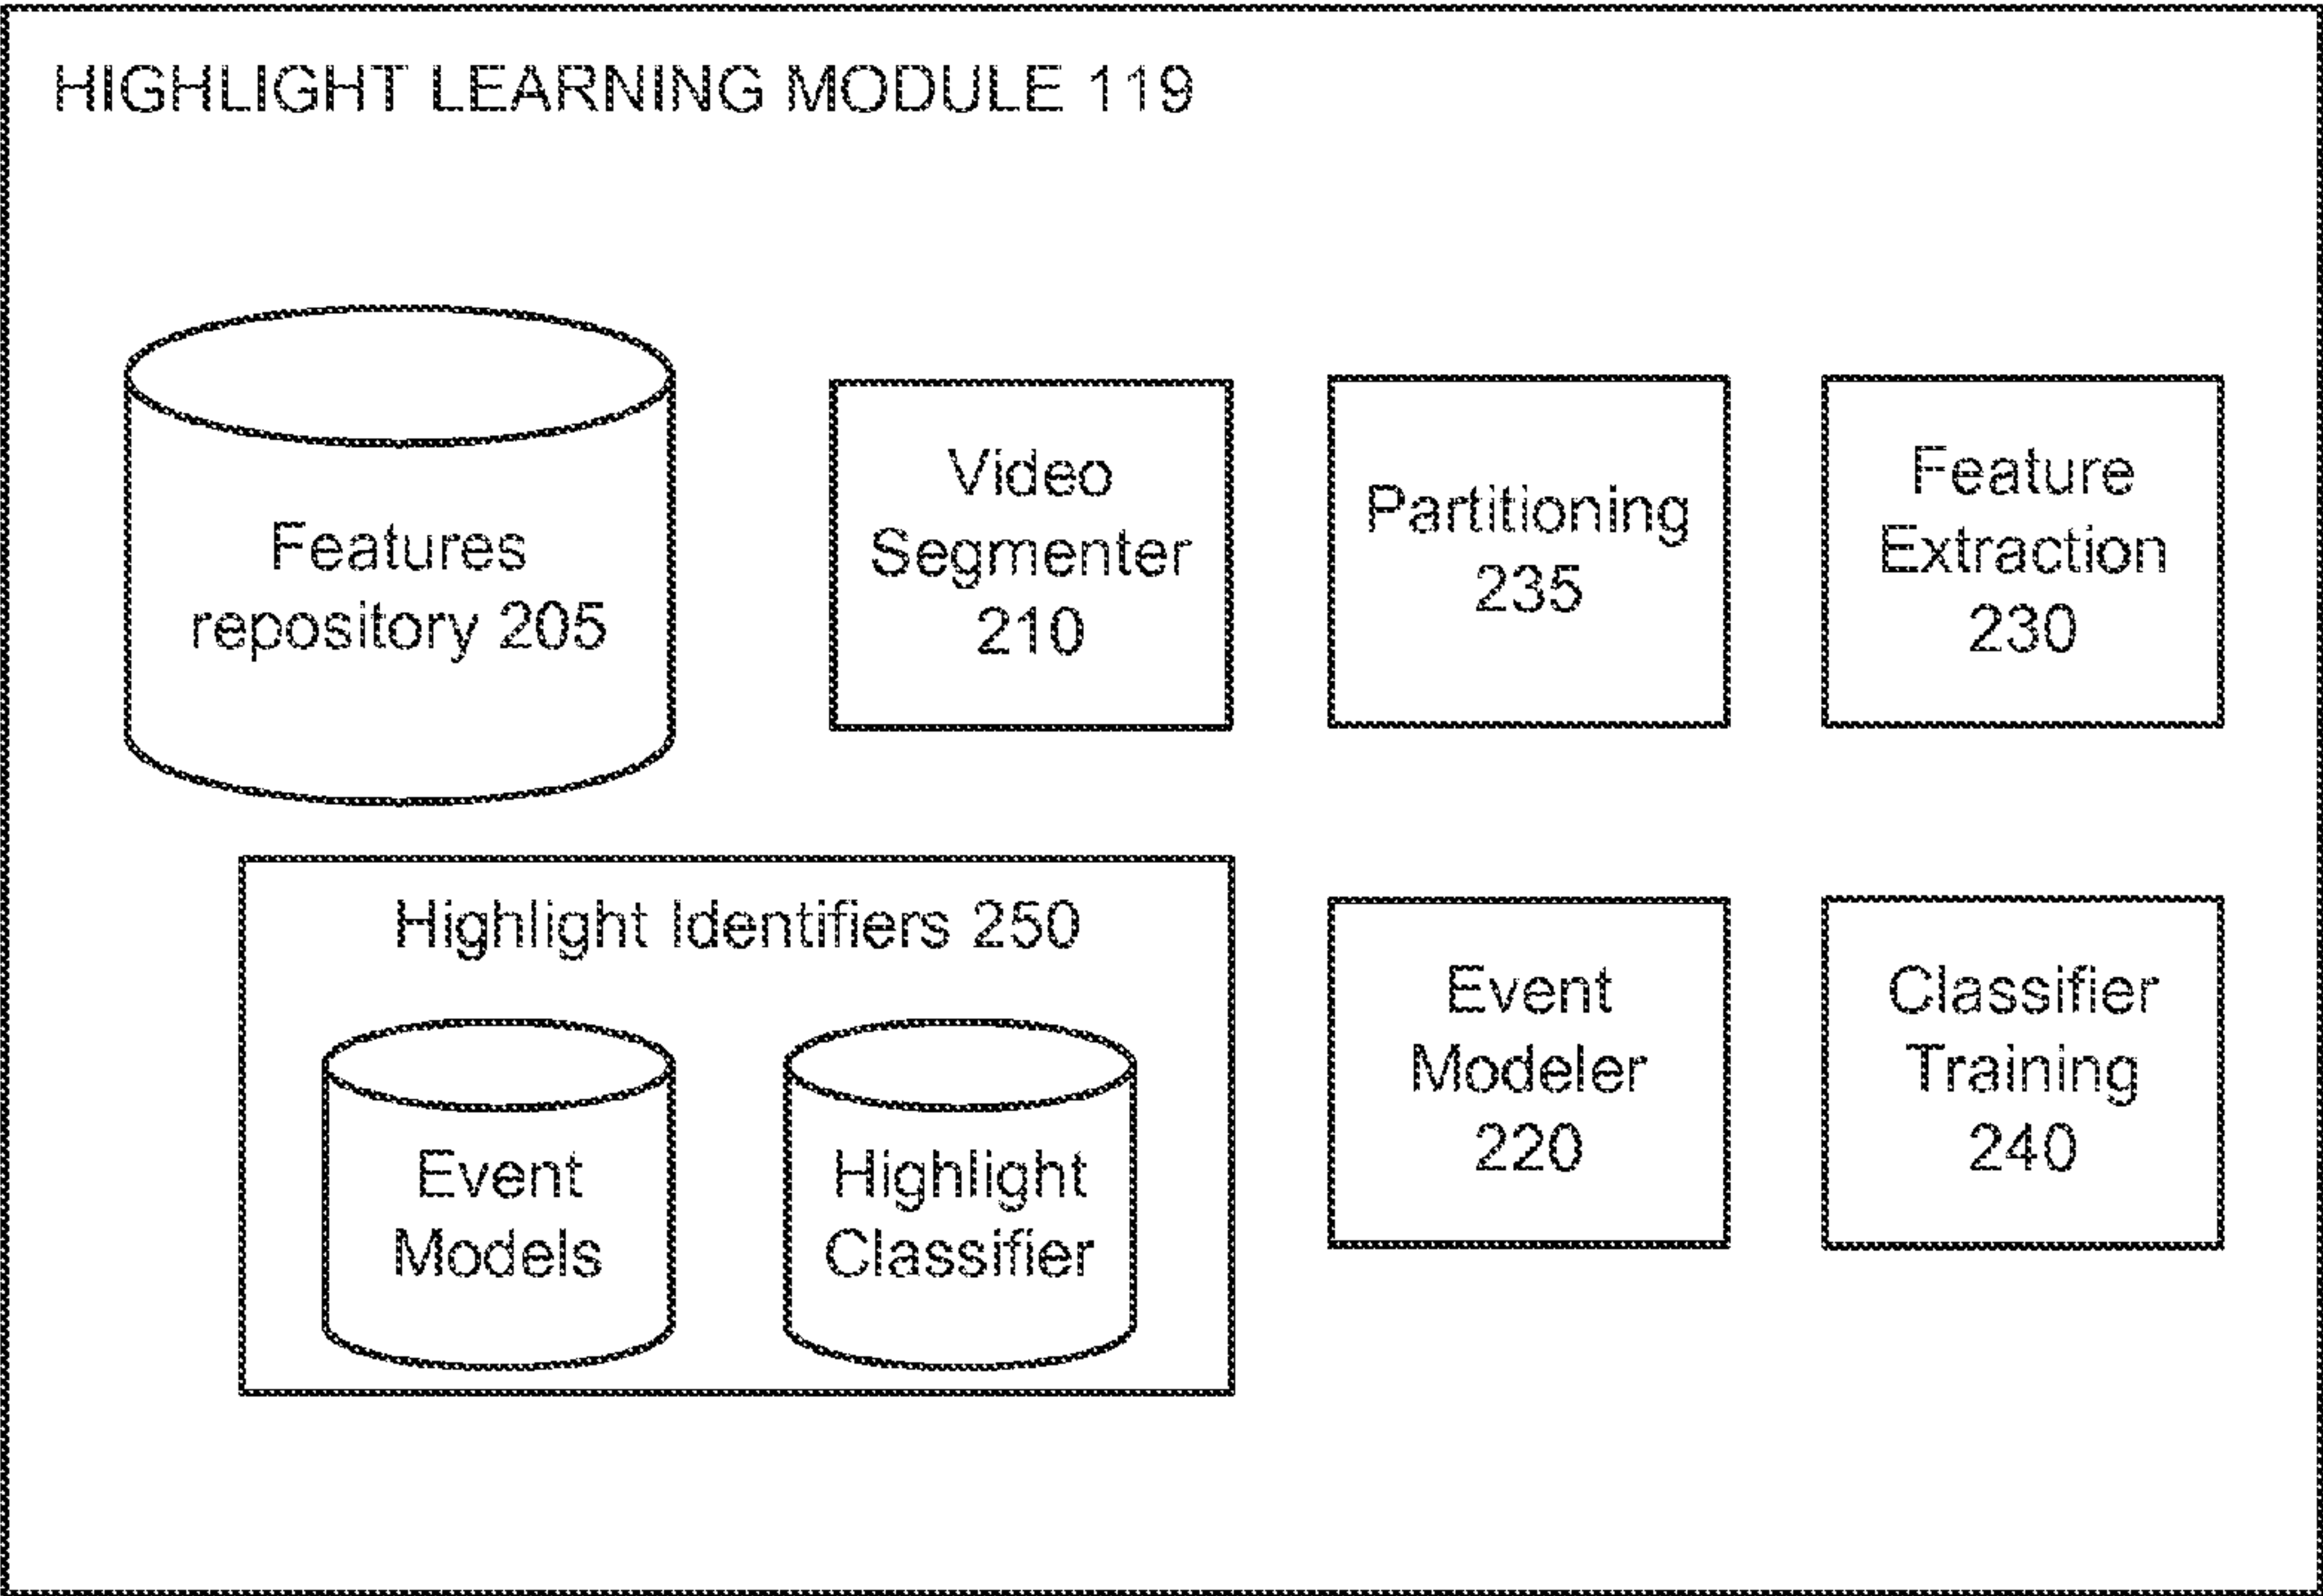 HIGHLIGHT LEARNING MODULE 119
Features
repository 205
Video
Segmenter
210
Partitioning
235
Feature
Extraction
230
Highlight Identifiers 250
Event
Models
Highlight
Classifier
Event
Modeler
220
Classifier
Training
240